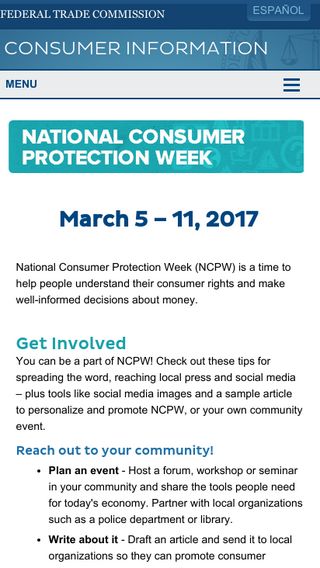 ESPAÑOL
FEDERAL TRADE COMMISSION
CONSUMER INFORMATION
MENU
NATIONAL CONSUMER
PROTECTION WEEK
March 5 – 11, 2017
National Consumer Protection Week (NCPW) is a time to
help people understand their consumer rights and make
well-informed decisions about money.
Get Involved
You can be a part of NCPW! Check out these tips for
spreading the word, reaching local press and social media
– plus tools like social media images and a sample article
to personalize and promote NCPW, or your own community
event.
Reach out to your community!
• Plan an event - Host a forum, workshop or seminar
in your community and share the tools people need
for today's economy. Partner with local organizations
such as a police department or library.
• Write about it - Draft an article and send it to local
organizations so they can promote consumer